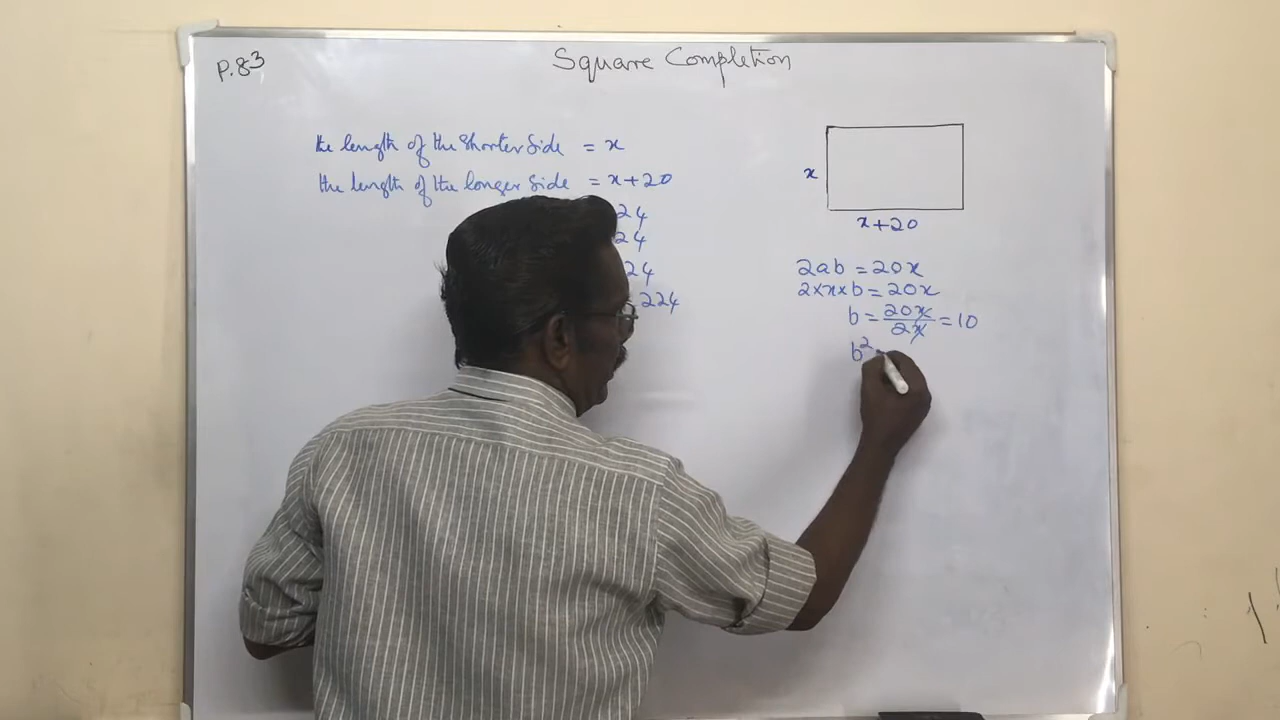 P.83
Square Completion
the length of the shorter side = x
the length of the longer side = x+20
24
24
24
= 224
x
x+20
2ab = 20x
2×x×b = 20x
b = 20x/2x = 10
b²